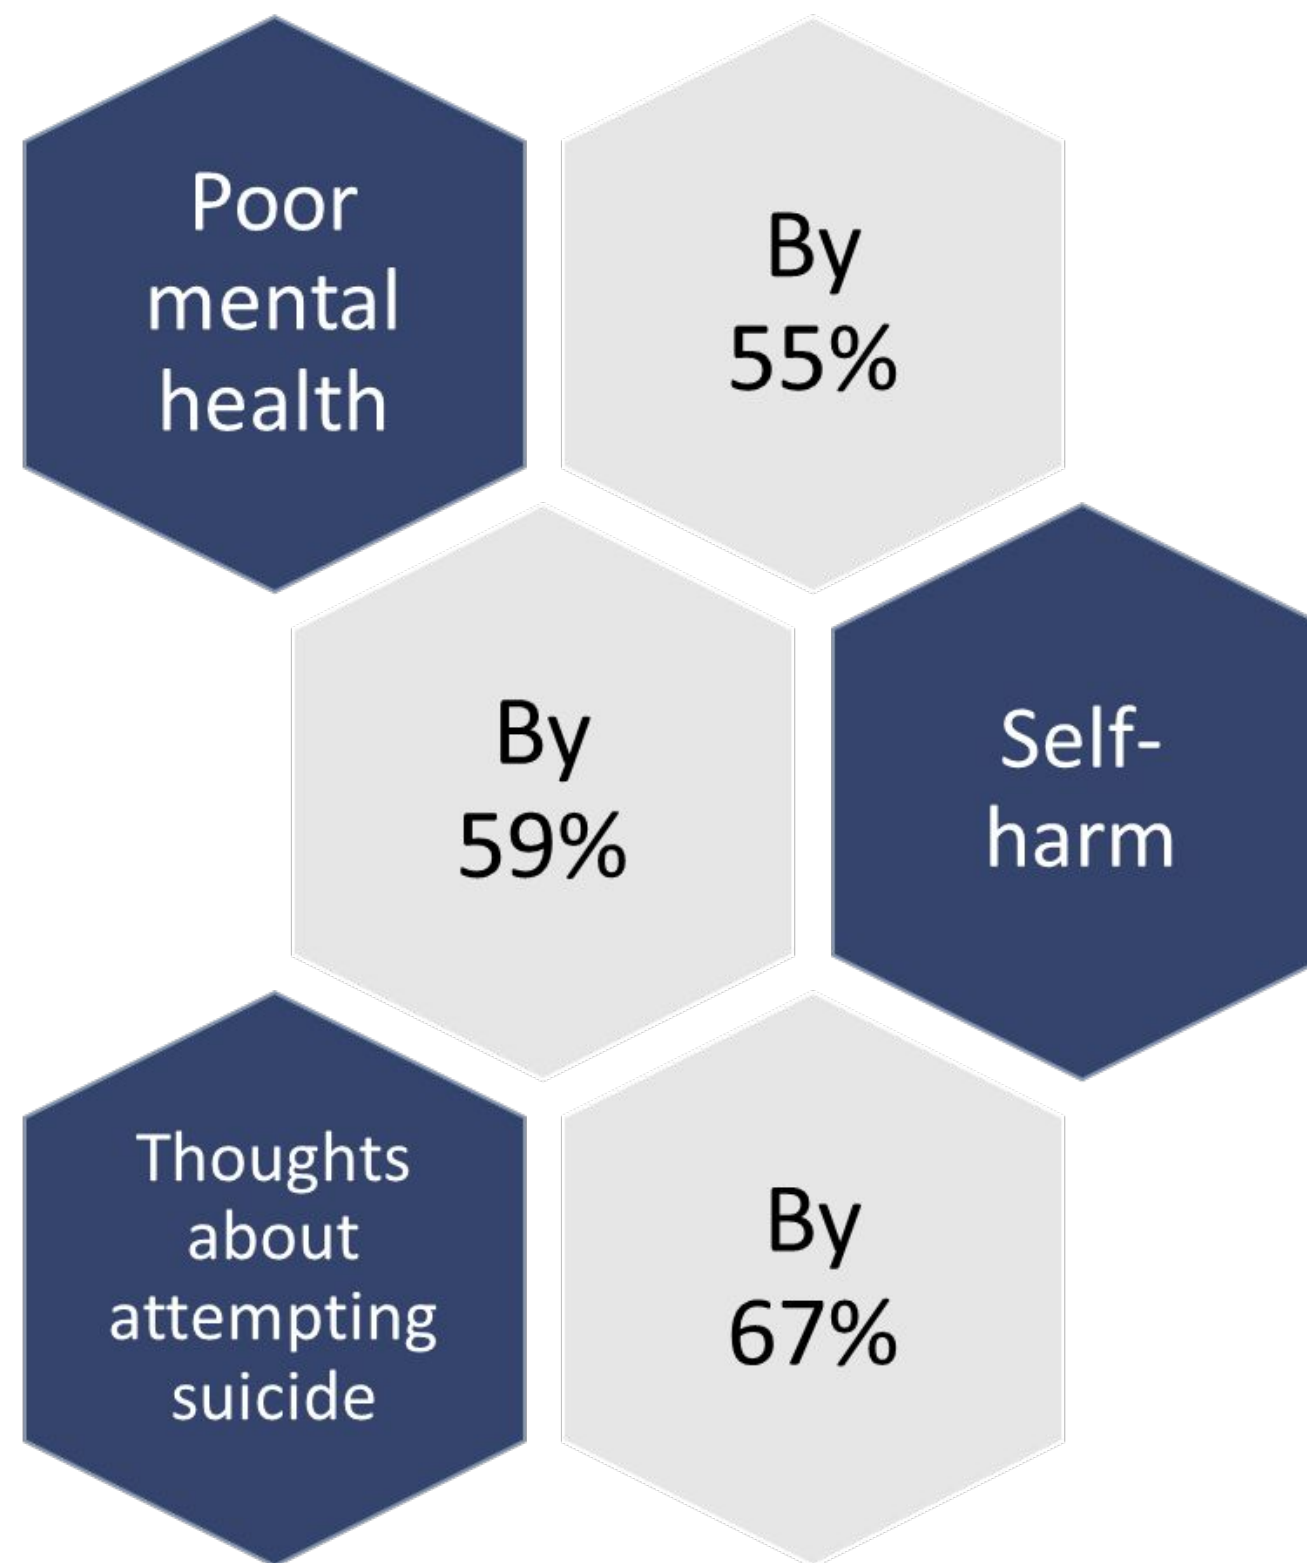 Poor
mental
health
By
55%
By
59%
Self-
harm
Thoughts
about
attempting
suicide
By
67%